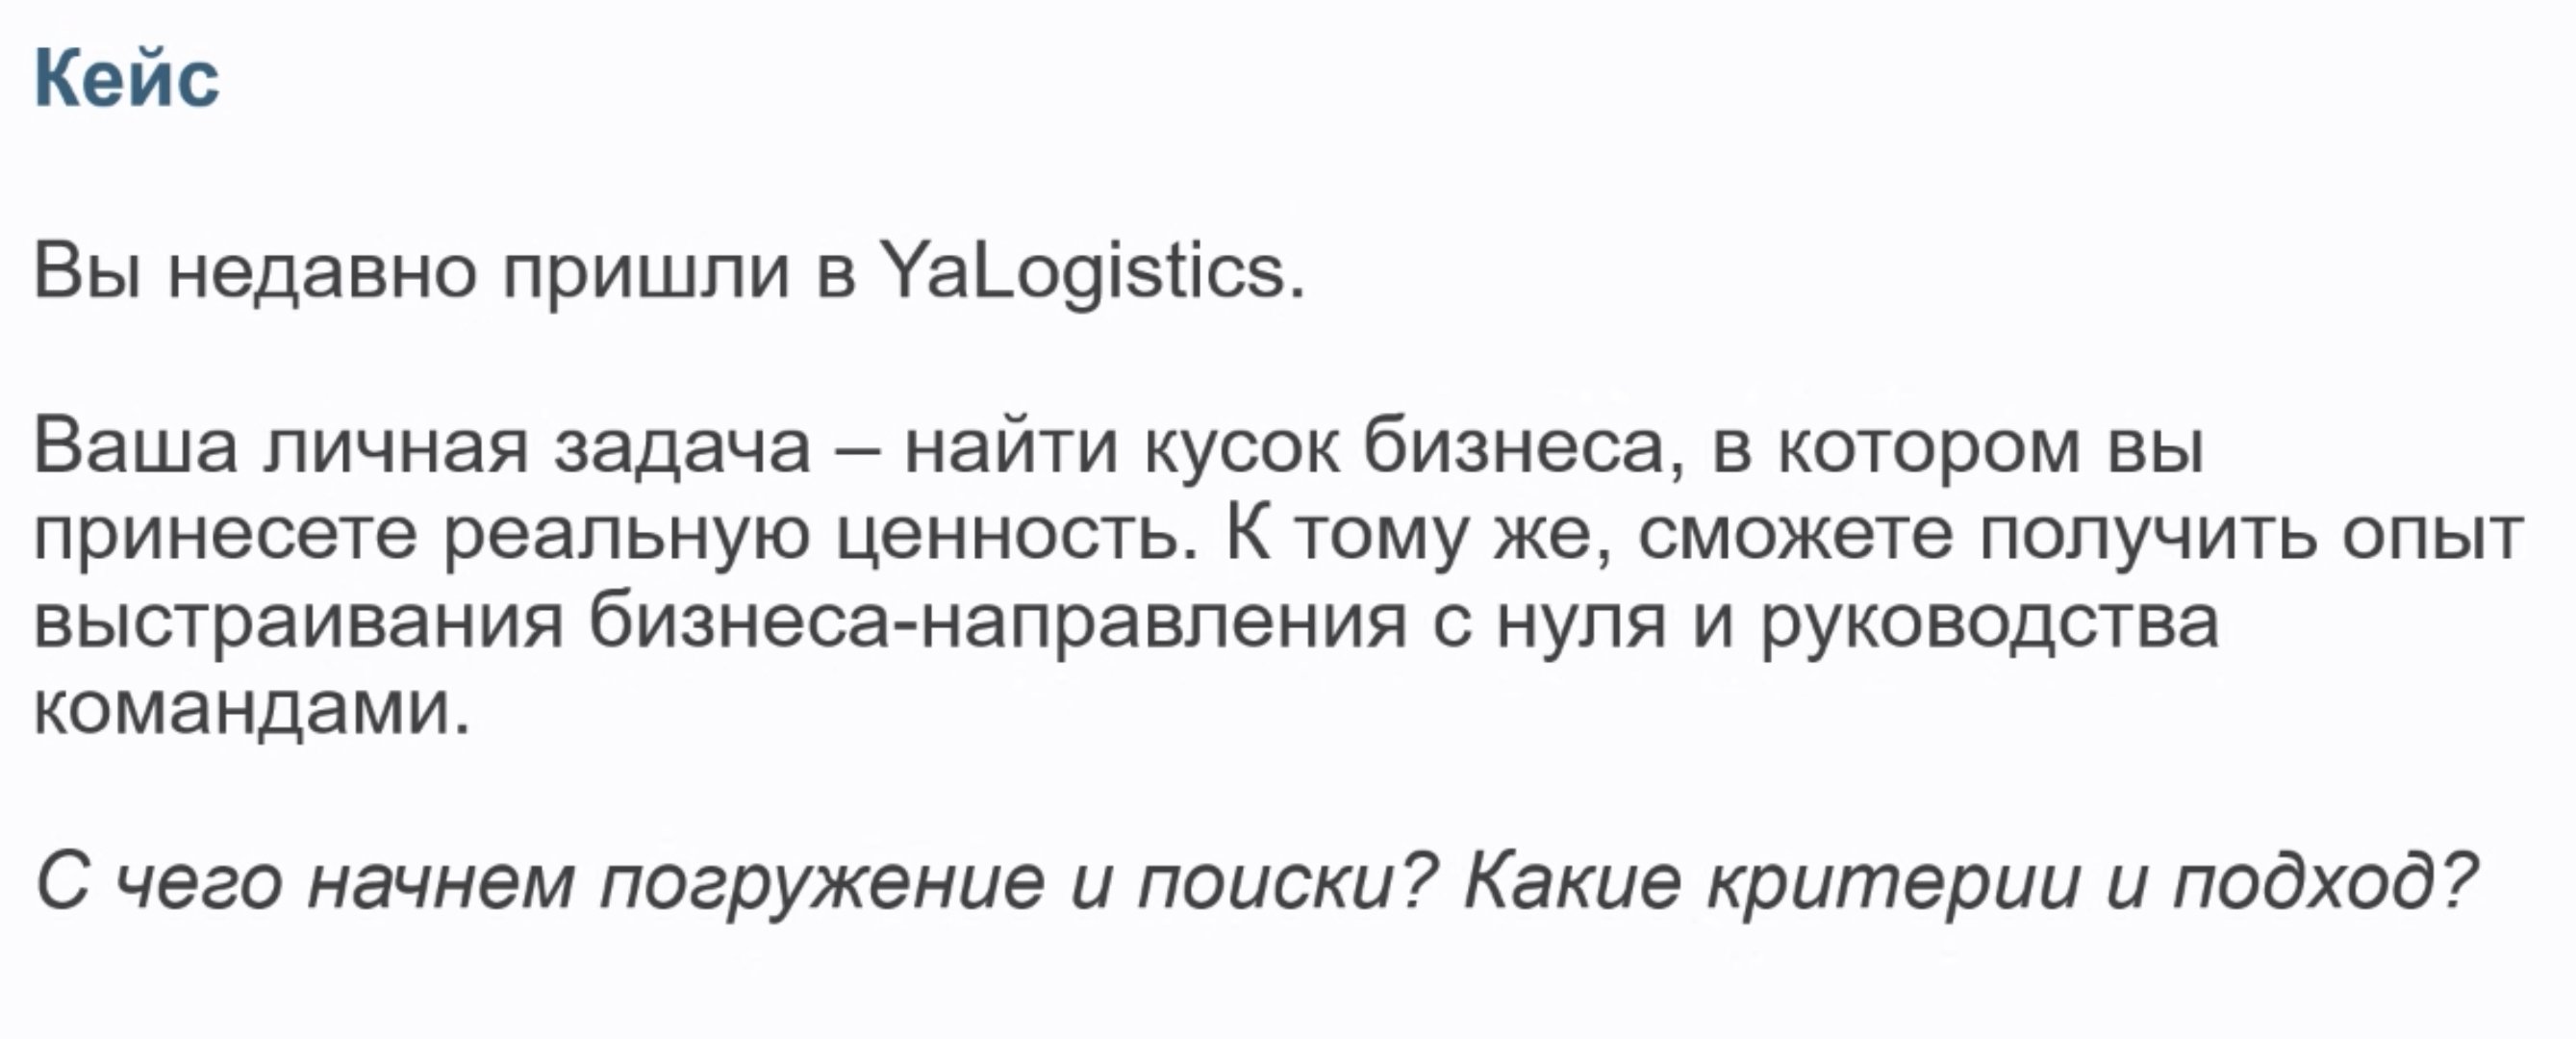 Кейс
Вы недавно пришли в YaLogistics.
Ваша личная задача – найти кусок бизнеса, в котором вы
принесете реальную ценность. К тому же, сможете получить опыт
выстраивания бизнеса-направления с нуля и руководства
командами.
С чего начнем погружение и поиски? Какие критерии и подход?